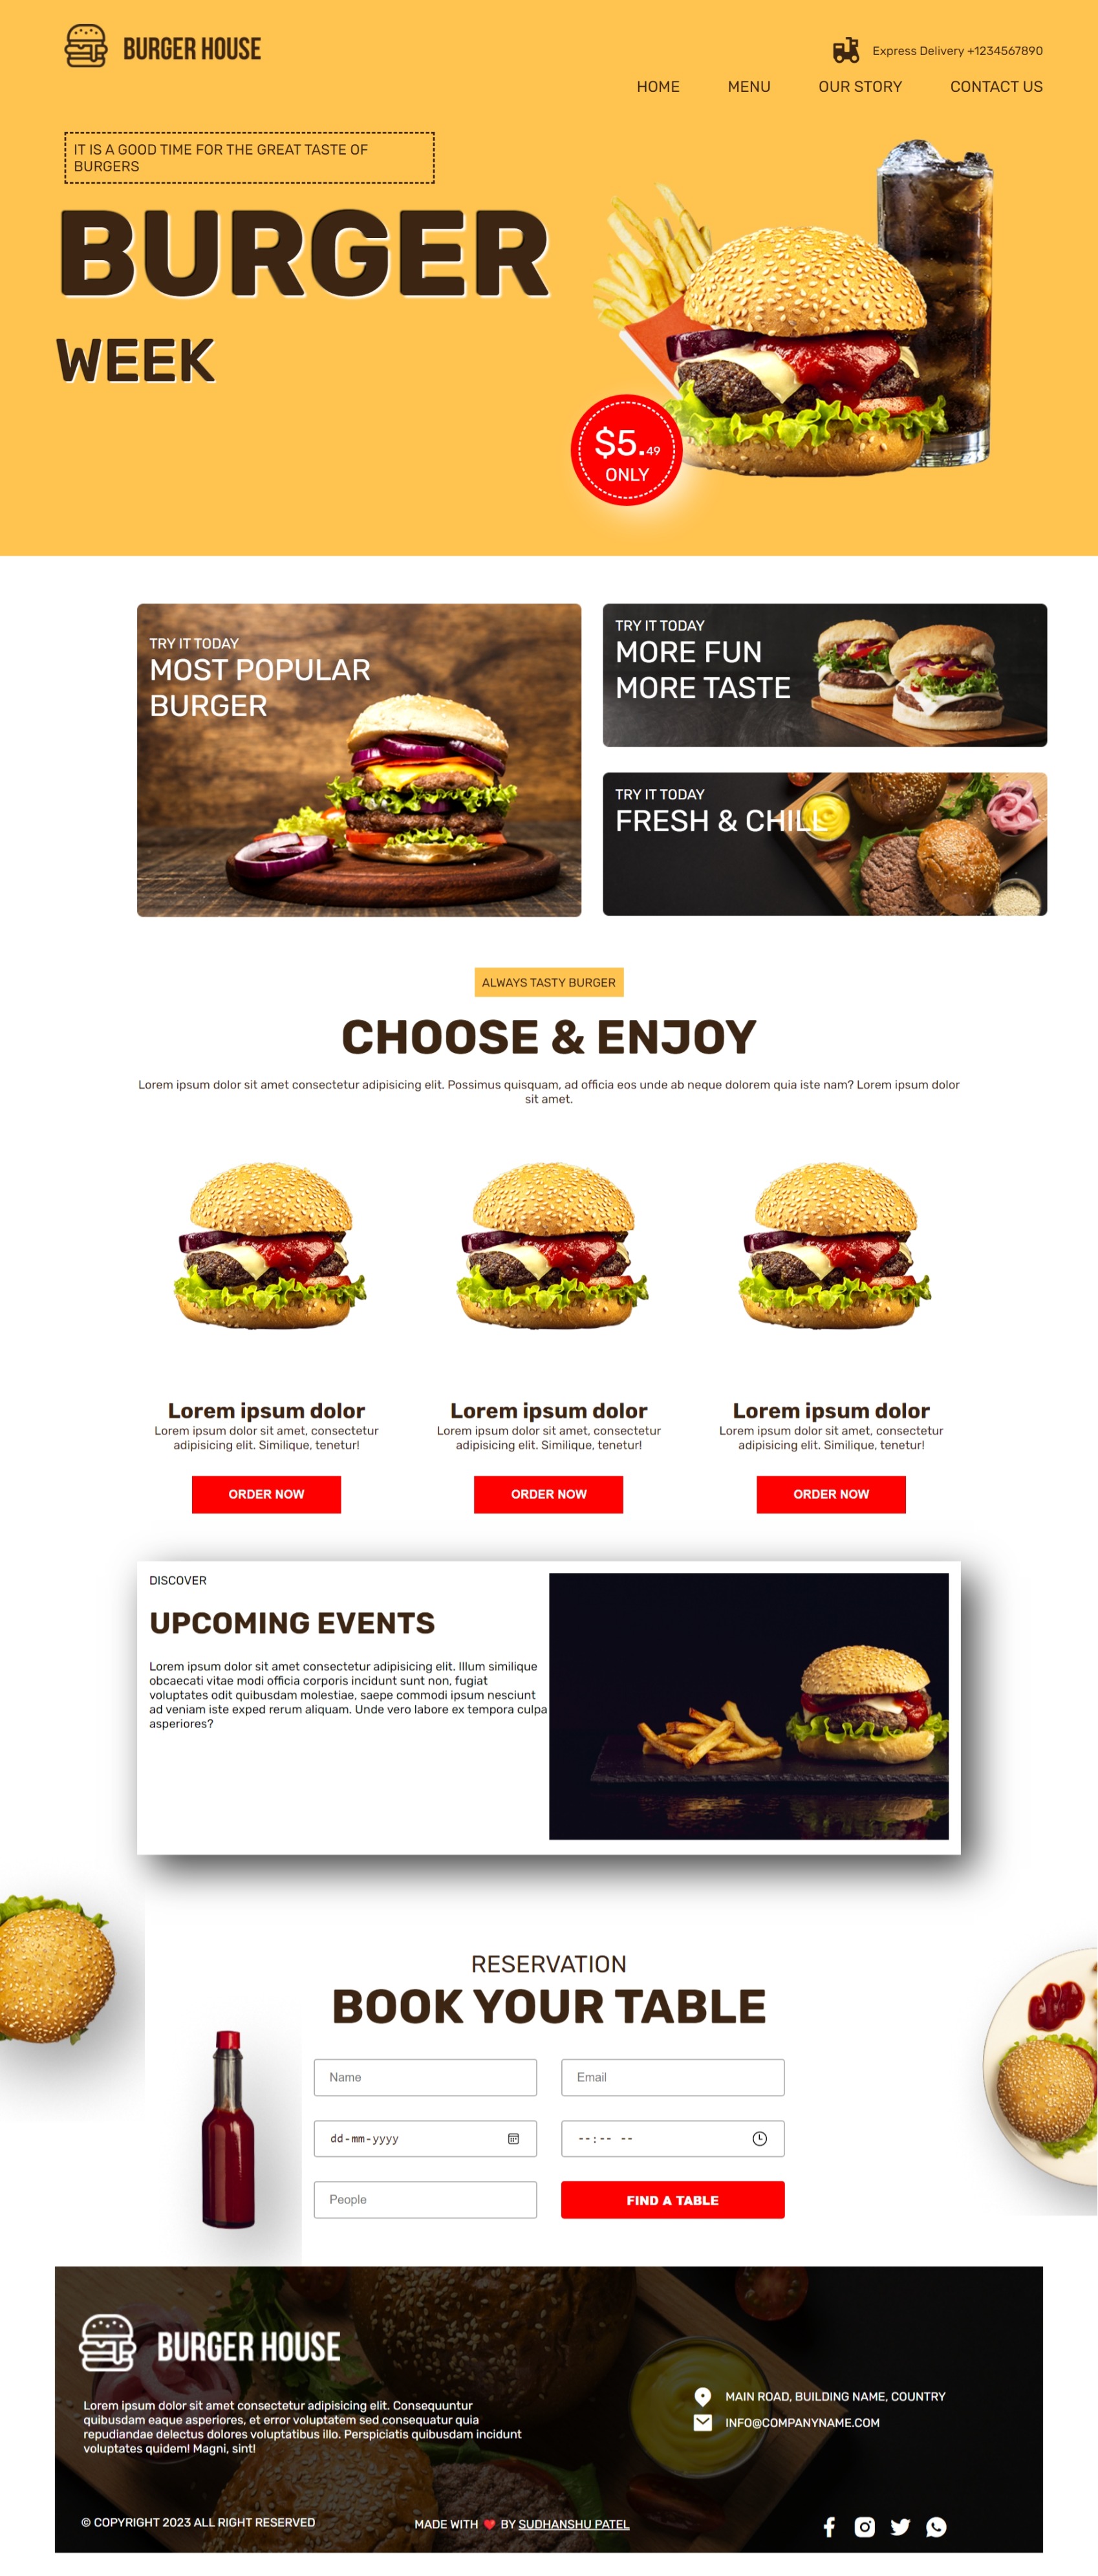 BURGER HOUSE
Express Delivery +1234567890
HOME MENU OUR STORY CONTACT US
IT IS A GOOD TIME FOR THE GREAT TASTE OF
BURGERS
BURGER
WEEK
$5.49
ONLY
TRY IT TODAY
MOST POPULAR
BURGER
TRY IT TODAY
MORE FUN
MORE TASTE
TRY IT TODAY
FRESH & CHILL
ALWAYS TASTY BURGER
CHOOSE & ENJOY
Lorem ipsum dolor sit amet consectetur adipisicing elit. Possimus quisquam, ad officia eos unde ab neque dolorem quia iste nam? Lorem ipsum dolor
sit amet.
Lorem ipsum dolor
Lorem ipsum dolor sit amet, consectetur
adipisicing elit. Similique, tenetur!
ORDER NOW
Lorem ipsum dolor
Lorem ipsum dolor sit amet, consectetur
adipisicing elit. Similique, tenetur!
ORDER NOW
Lorem ipsum dolor
Lorem ipsum dolor sit amet, consectetur
adipisicing elit. Similique, tenetur!
ORDER NOW
DISCOVER
UPCOMING EVENTS
Lorem ipsum dolor sit amet consectetur adipisicing elit. Illum similique
obcaecati vitae modi officia corporis incidunt sunt non, fugiat
voluptates odit quibusdam molestiae, saepe commodi ipsum nesciunt
ad veniam iste exped rerum aliquam. Unde vero labore ex tempora culpa
asperiores?
RESERVATION
BOOK YOUR TABLE
Name
Email
dd-mm-yyyy
--:-- --
People
FIND A TABLE
BURGER HOUSE
Lorem ipsum dolor sit amet consectetur adipisicing elit. Consequuntur
quibusdam eaque asperiores, et error voluptatem sed consequatur quia
repudiandae delectus dolores voluptatibus illo. Perspiciatis quibusdam incidunt
voluptates quidem! Magni, sint!
MAIN ROAD, BUILDING NAME, COUNTRY
INFO@COMPANYNAME.COM
© COPYRIGHT 2023 ALL RIGHT RESERVED
MADE WITH ❤ BY SUDHANSHU PATEL